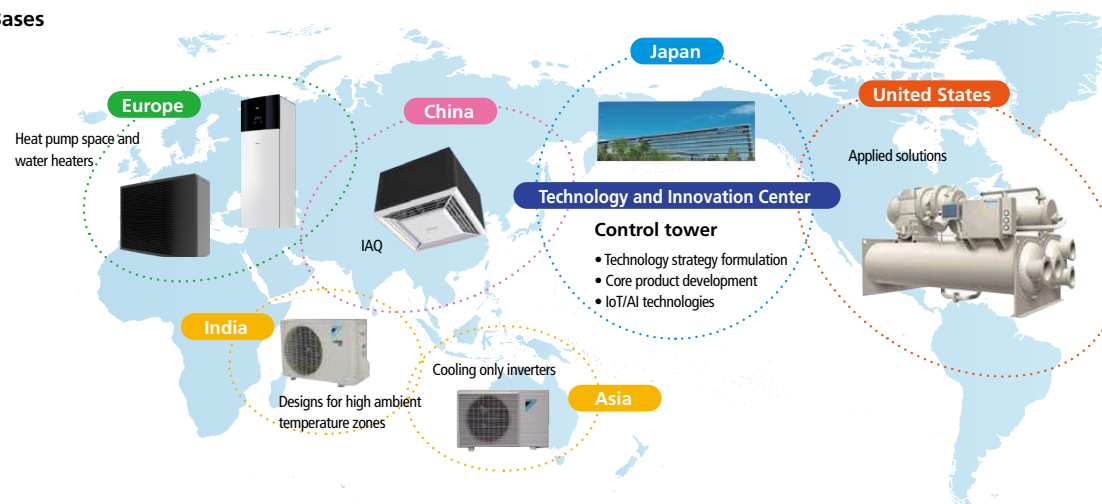 Bases
Japan
Europe
United States
China
Heat pump space and
water heaters
Applied solutions
Technology and Innovation Center
IAQ
Control tower
• Technology strategy formulation
• Core product development
• IoT/AI technologies
India
Cooling only inverters
Designs for high ambient
temperature zones
Asia